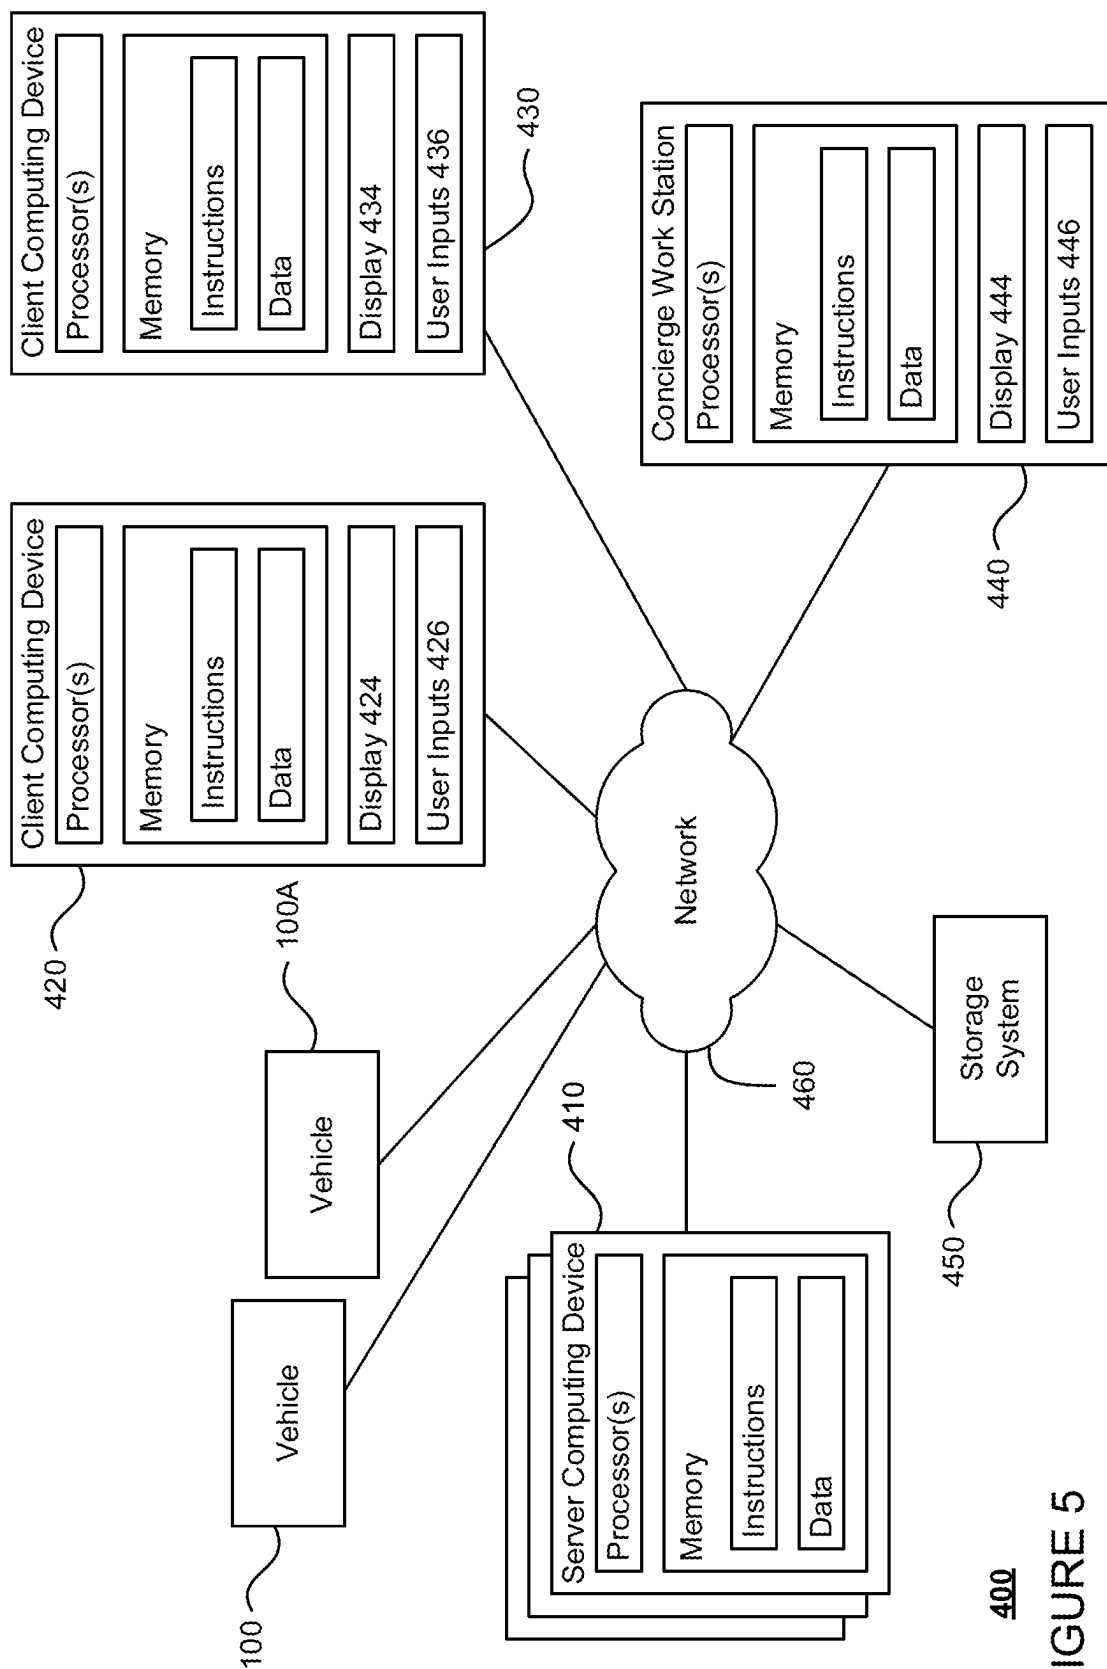 100
Vehicle
100A
Vehicle
420
Client Computing Device
Processor(s)
Memory
Instructions
Data
Display 424
User Inputs 426
Client Computing Device
Processor(s)
Memory
Instructions
Data
Display 434
User Inputs 436
430
410
Server Computing Device
Processor(s)
Memory
Instructions
Data
460
Network
450
Storage
System
440
Concierge Work Station
Processor(s)
Memory
Instructions
Data
Display 444
User Inputs 446
400
IGURE 5